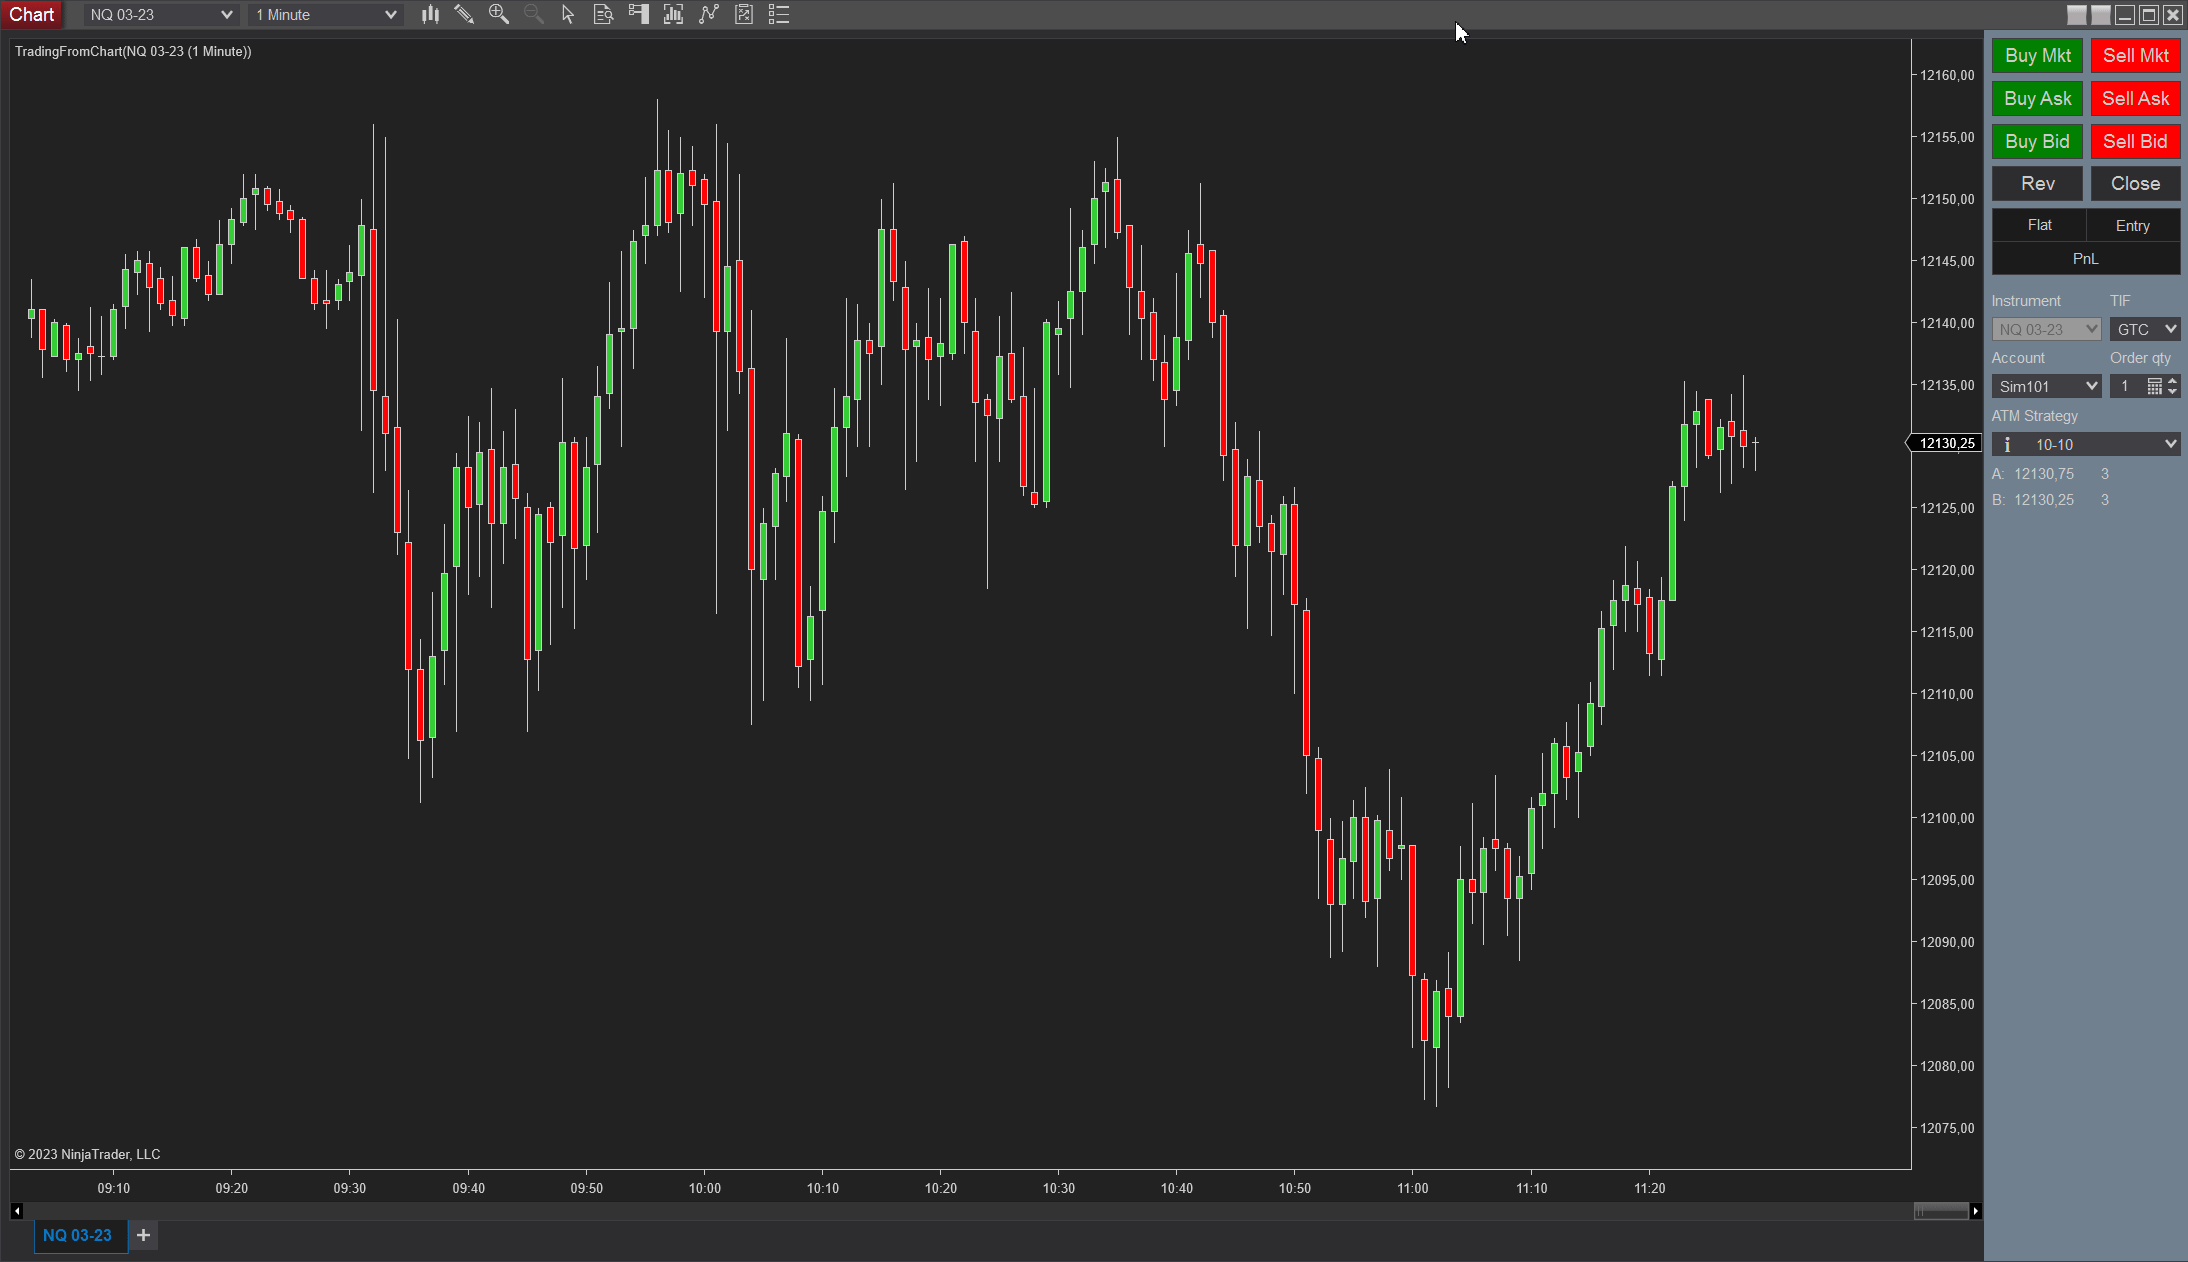 Chart NQ 03-23 1 Minute
TradingFromChart(NQ 03-23 (1 Minute))
12160,00
12155,00
12150,00
12145,00
12140,00
12135,00
12130,25
12125,00
12120,00
12115,00
12110,00
12105,00
12100,00
12095,00
12090,00
12085,00
12080,00
12075,00
© 2023 NinjaTrader, LLC
09:10 09:20 09:30 09:40 09:50 10:00 10:10 10:20 10:30 10:40 10:50 11:00 11:10 11:20
NQ 03-23 +
Buy Mkt Sell Mkt
Buy Ask Sell Ask
Buy Bid Sell Bid
Rev Close
Flat Entry
PnL
Instrument TIF
NQ 03-23 GTC
Account Order qty
Sim101 1
ATM Strategy
i 10-10
A: 12130,75 3
B: 12130,25 3